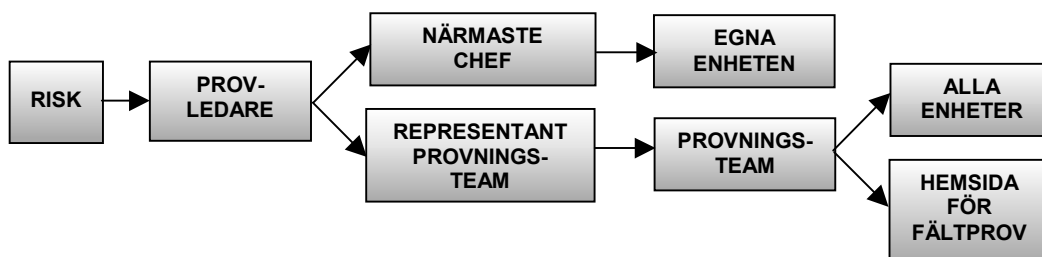 RISK
PROV-
LEDARE
NÄRMASTE
CHEF
EGNA
ENHETEN
REPRESENTANT
PROVNINGS-
TEAM
PROVNINGS-
TEAM
ALLA
ENHETER
HEMSIDA
FÖR
FÄLTPROV